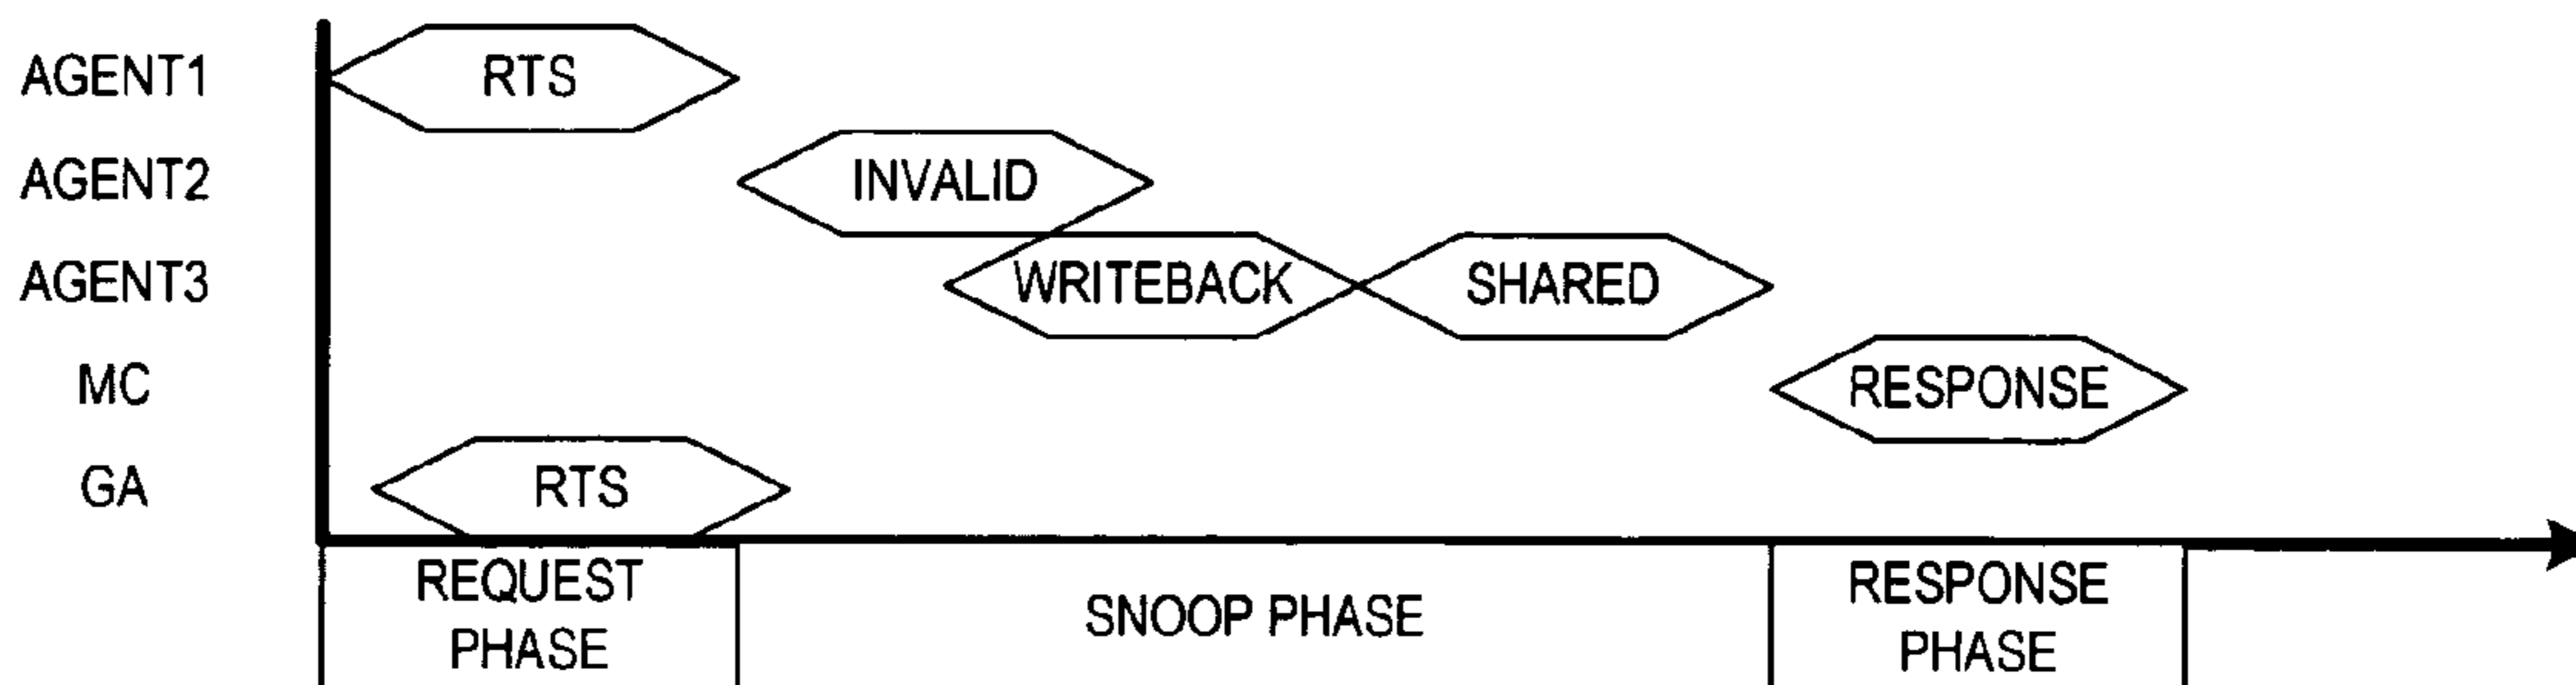 AGENT1 RTS
AGENT2 INVALID
AGENT3 WRITEBACK SHARED
MC RESPONSE
GA RTS
REQUEST PHASE
SNOOP PHASE
RESPONSE PHASE